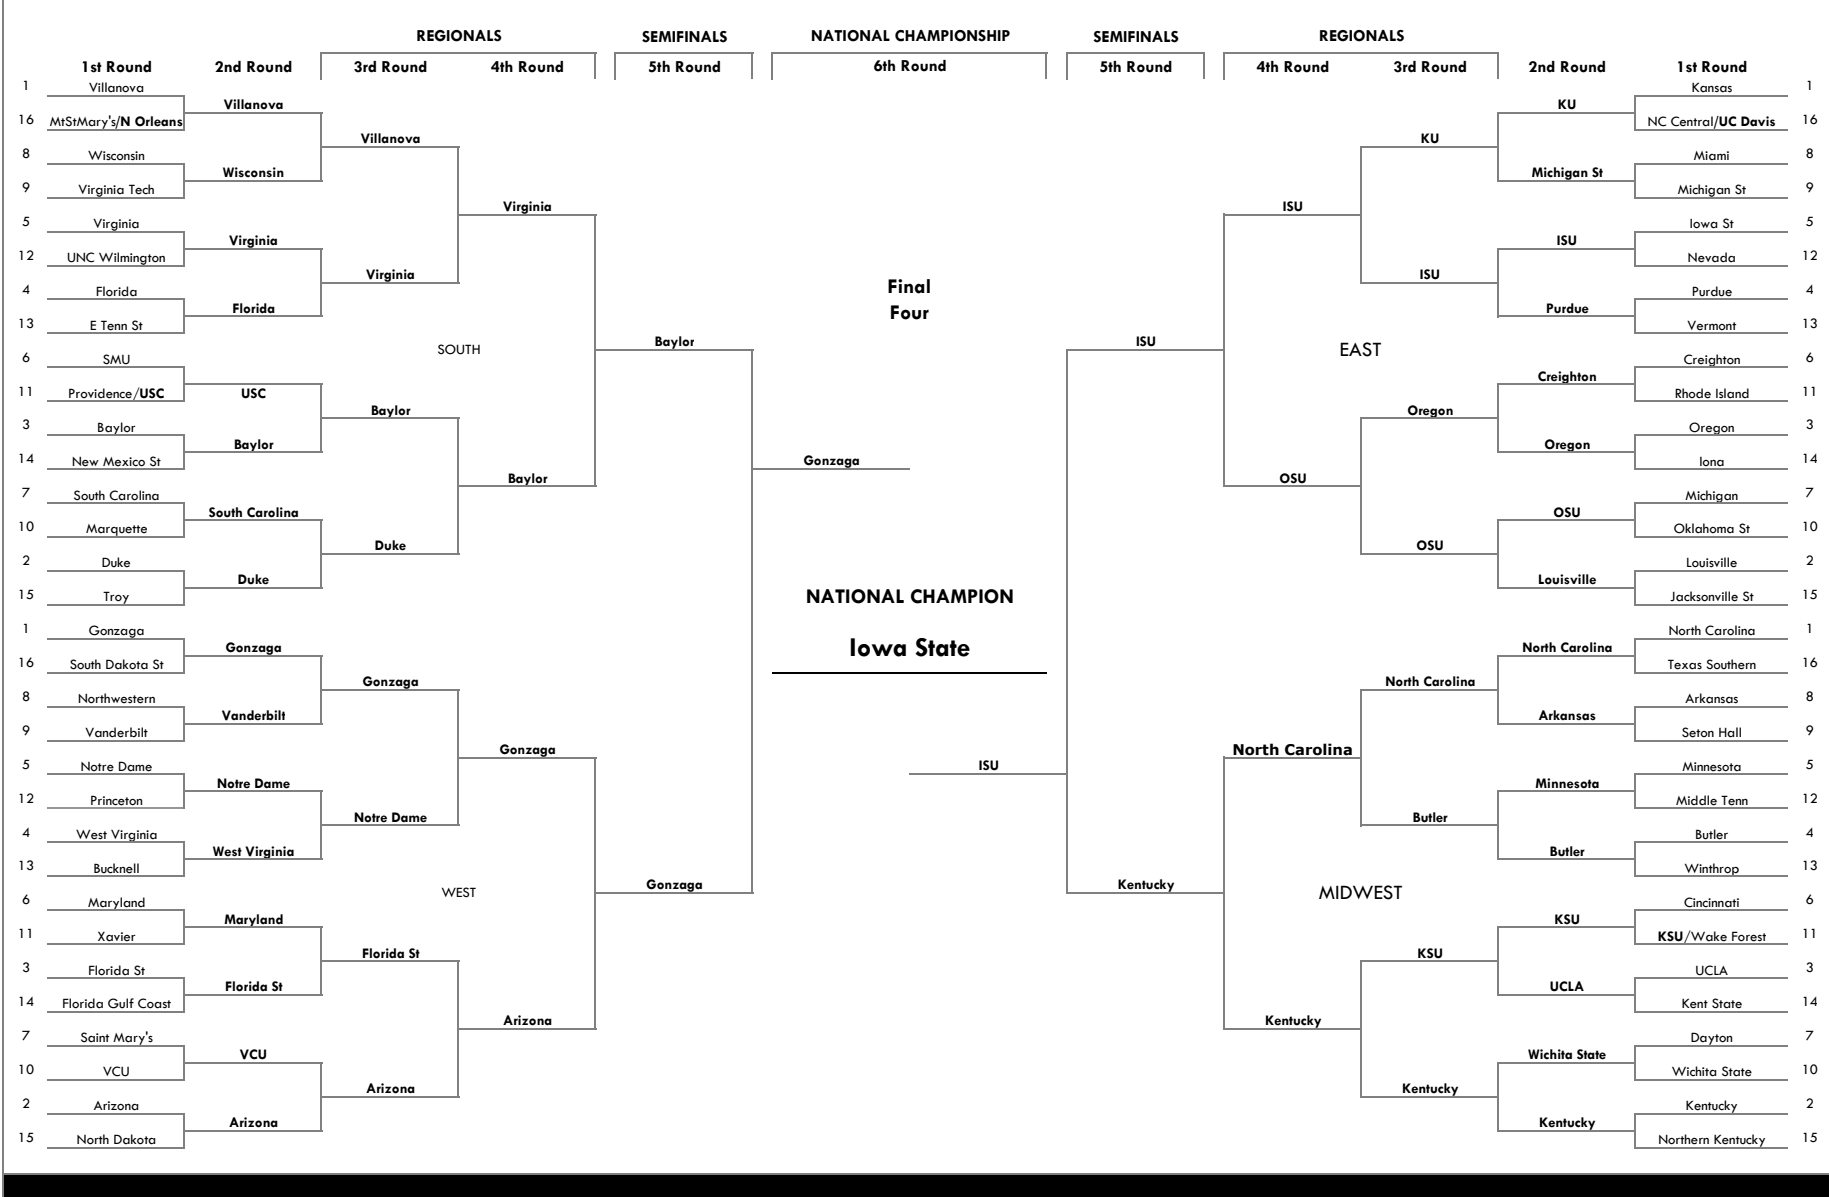 REGIONALS SEMIFINALS NATIONAL CHAMPIONSHIP SEMIFINALS REGIONALS
1st Round 2nd Round 3rd Round 4th Round 5th Round 6th Round 5th Round 4th Round 3rd Round 2nd Round 1st Round
1 Villanova Kansas 1
Villanova KU
16 MtStMary's/N Orleans NC Central/UC Davis 16
Villanova KU
8 Wisconsin Miami 8
Wisconsin Michigan St
9 Virginia Tech Michigan St 9
Virginia ISU
5 Virginia Iowa St 5
Virginia ISU
12 UNC Wilmington Nevada 12
Virginia ISU
Final
4 Florida Purdue 4
Florida Purdue
Four
13 E Tenn St Vermont 13
Baylor ISU
SOUTH EAST
6 SMU Creighton 6
Creighton
11 Providence/USC USC Rhode Island 11
Baylor Oregon
3 Baylor Oregon 3
Baylor Oregon
14 New Mexico St Gonzaga Iona 14
Baylor OSU
7 South Carolina Michigan 7
South Carolina OSU
10 Marquette Oklahoma St 10
Duke OSU
2 Duke Louisville 2
Duke Louisville
15 Troy NATIONAL CHAMPION Jacksonville St 15
1 Gonzaga North Carolina 1
Gonzaga Iowa State North Carolina
16 South Dakota St Texas Southern 16
Gonzaga North Carolina
8 Northwestern Arkansas 8
Vanderbilt Arkansas
9 Vanderbilt Seton Hall 9
Gonzaga North Carolina
5 Notre Dame ISU Minnesota 5
Notre Dame Minnesota
12 Princeton Middle Tenn 12
Notre Dame Butler
4 West Virginia Butler 4
West Virginia Butler
13 Bucknell Winthrop 13
Gonzaga Kentucky
WEST MIDWEST
6 Maryland Cincinnati 6
Maryland KSU
11 Xavier KSU/Wake Forest 11
Florida St KSU
3 Florida St UCLA 3
Florida St UCLA
14 Florida Gulf Coast Kent State 14
Arizona Kentucky
7 Saint Mary's Dayton 7
VCU Wichita State
10 VCU Wichita State 10
Arizona Kentucky
2 Arizona Kentucky 2
Arizona Kentucky
15 North Dakota Northern Kentucky 15